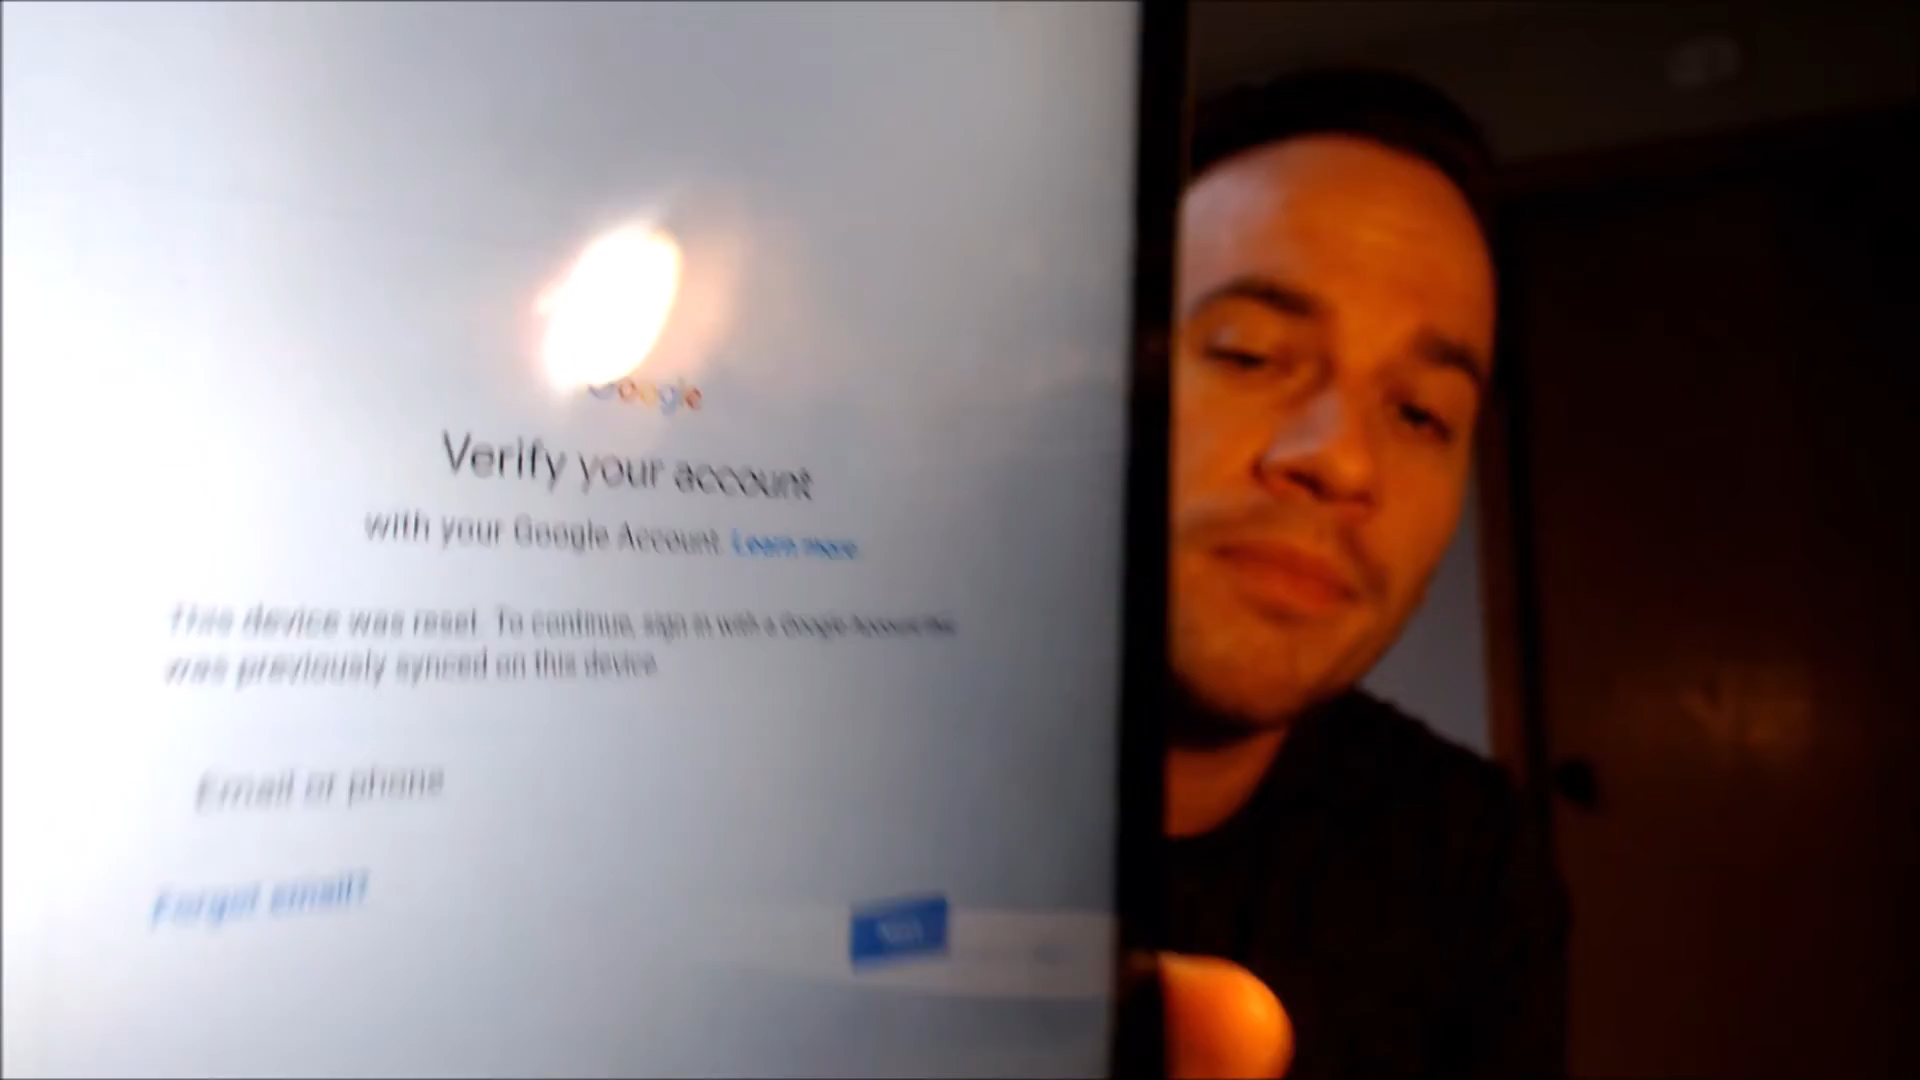 Google
Verify your account
with your Google Account. Learn more
This device was reset. To continue, sign in with a Google Account that
was previously synced on this device.
Email or phone
Forgot email?